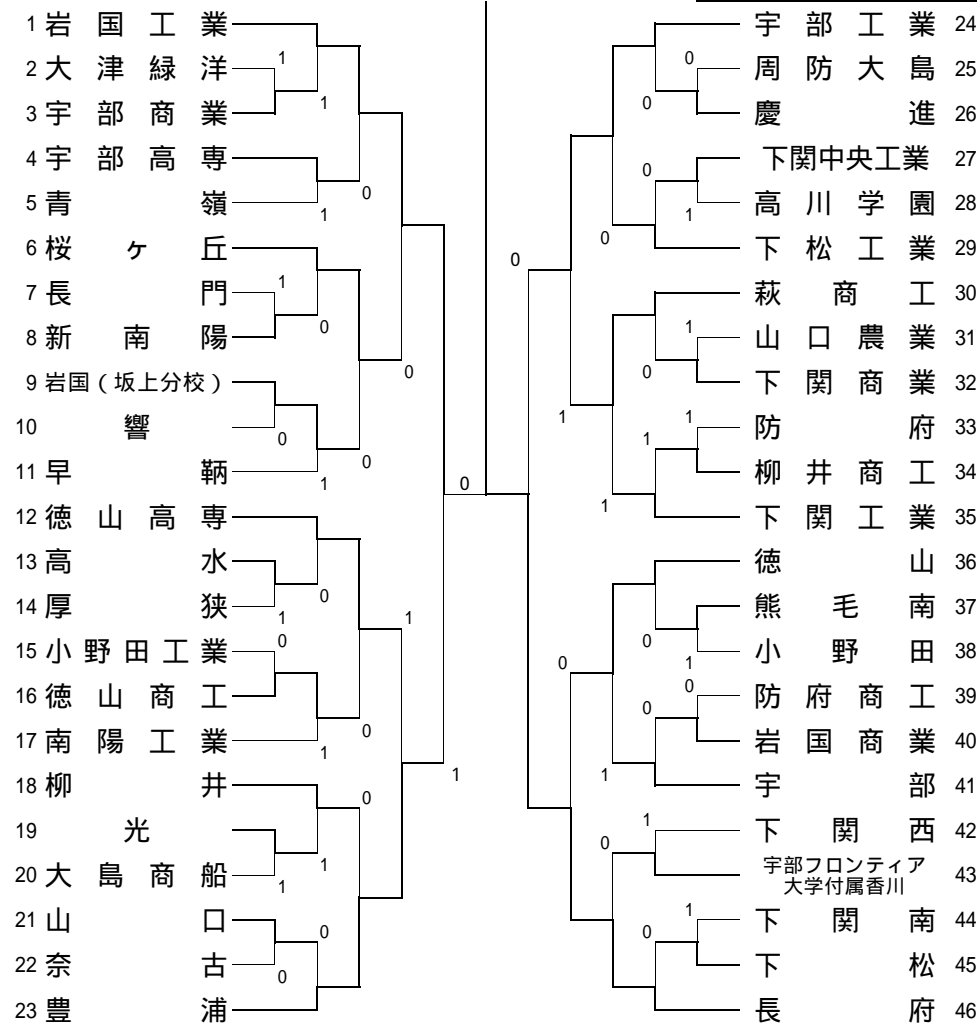 1 岩国工業
2 大津緑洋
3 宇部商業
4 宇部高専
5 青嶺
6 桜ヶ丘
7 長門
8 新南陽
9 岩国（坂上分校）
10 響
11 早鞆
12 徳山高専
13 高水
14 厚狭
15 小野田工業
16 徳山商工
17 南陽工業
18 柳井
19 光
20 大島商船
21 山口
22 奈古
23 豊浦
1
1
0
1
1
0
0
0
0
1
0
1
0
1
0
1
0
1
0
1
1
0
0
1
0
0
0
0
1
0
1
0
1
1
1
1
0
1
0
0
0
1
1
0
1
0
宇部工業 24
周防大島 25
慶進 26
下関中央工業 27
高川学園 28
下松工業 29
萩商工 30
山口農業 31
下関商業 32
防府 33
柳井商工 34
下関工業 35
徳山 36
熊毛南 37
小野田 38
防府商工 39
岩国商業 40
宇部 41
下関西 42
宇部フロンティア
大学付属香川 43
下関南 44
下松 45
長府 46